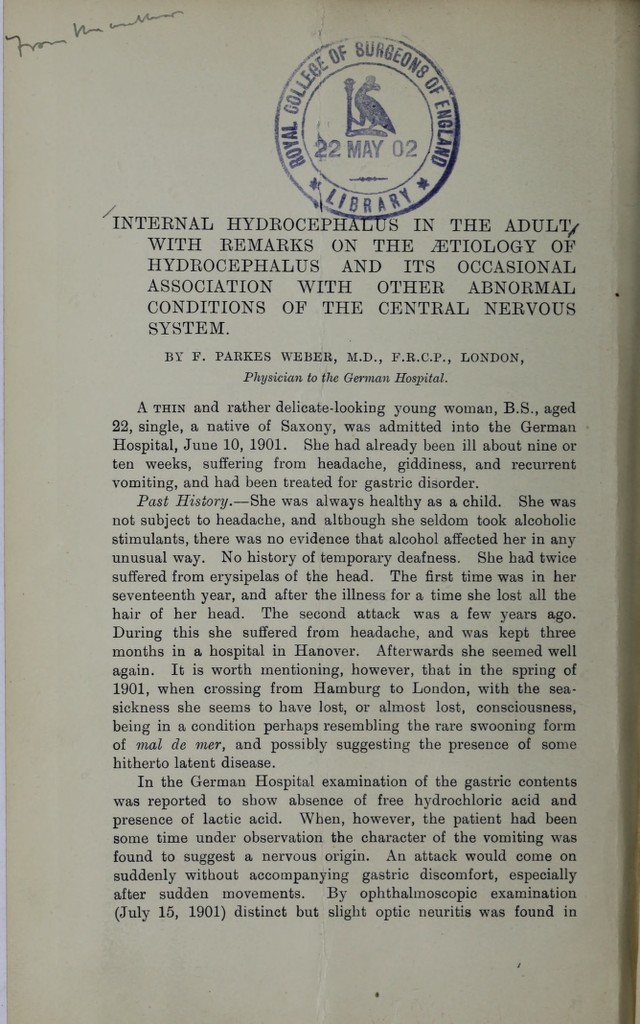 From the author
ROYAL COLLEGE OF SURGEONS OF ENGLAND
22 MAY 02
* LIBRARY *
INTERNAL HYDROCEPHALUS IN THE ADULT,
WITH REMARKS ON THE ÆTIOLOGY OF
HYDROCEPHALUS AND ITS OCCASIONAL
ASSOCIATION WITH OTHER ABNORMAL
CONDITIONS OF THE CENTRAL NERVOUS
SYSTEM.
BY F. PARKES WEBER, M.D., F.R.C.P., LONDON,
Physician to the German Hospital.
A THIN and rather delicate-looking young woman, B.S., aged
22, single, a native of Saxony, was admitted into the German
Hospital, June 10, 1901. She had already been ill about nine or
ten weeks, suffering from headache, giddiness, and recurrent
vomiting, and had been treated for gastric disorder.
Past History.—She was always healthy as a child. She was
not subject to headache, and although she seldom took alcoholic
stimulants, there was no evidence that alcohol affected her in any
unusual way. No history of temporary deafness. She had twice
suffered from erysipelas of the head. The first time was in her
seventeenth year, and after the illness for a time she lost all the
hair of her head. The second attack was a few years ago.
During this she suffered from headache, and was kept three
months in a hospital in Hanover. Afterwards she seemed well
again. It is worth mentioning, however, that in the spring of
1901, when crossing from Hamburg to London, with the sea-
sickness she seems to have lost, or almost lost, consciousness,
being in a condition perhaps resembling the rare swooning form
of mal de mer, and possibly suggesting the presence of some
hitherto latent disease.
In the German Hospital examination of the gastric contents
was reported to show absence of free hydrochloric acid and
presence of lactic acid. When, however, the patient had been
some time under observation the character of the vomiting was
found to suggest a nervous origin. An attack would come on
suddenly without accompanying gastric discomfort, especially
after sudden movements. By ophthalmoscopic examination
(July 15, 1901) distinct but slight optic neuritis was found in